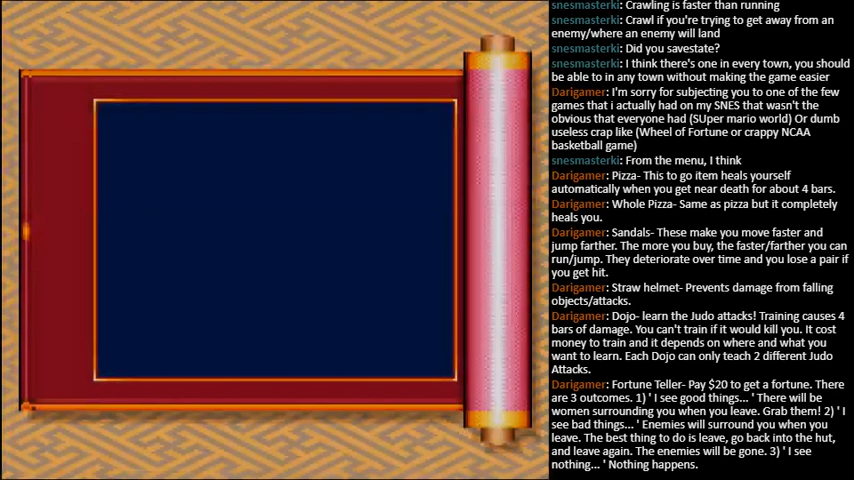 snesmasterki: Crawling is faster than running
snesmasterki: Crawl if you're trying to get away from an
enemy/where an enemy will land
snesmasterki: Did you savestate?
snesmasterki: I think there's one in every town, you should
be able to in any town without making the game easier
Darigamer: I'm sorry for subjecting you to one of the few
games that i actually had on my SNES that wasn't the
obvious that everyone had (SUper mario world) Or dumb
useless crap like (Wheel of Fortune or crappy NCAA
basketball game)
snesmasterki: From the menu, I think
Darigamer: Pizza- This to go item heals yourself
automatically when you get near death for about 4 bars.
Darigamer: Whole Pizza- Same as pizza but it completely
heals you.
Darigamer: Sandals- These make you move faster and
jump farther. The more you buy, the faster/farther you can
run/jump. They deteriorate over time and you lose a pair if
you get hit.
Darigamer: Straw helmet- Prevents damage from falling
objects/attacks.
Darigamer: Dojo- learn the Judo attacks! Training causes 4
bars of damage. You can't train if it would kill you. It cost
money to train and it depends on where and what you
want to learn. Each Dojo can only teach 2 different Judo
Attacks.
Darigamer: Fortune Teller- Pay $20 to get a fortune. There
are 3 outcomes. 1) ' I see good things... ' There will be
women surrounding you when you leave. Grab them! 2) ' I
see bad things... ' Enemies will surround you when you
leave. The best thing to do is leave, go back into the hut,
and leave again. The enemies will be gone. 3) ' I see
nothing... ' Nothing happens.